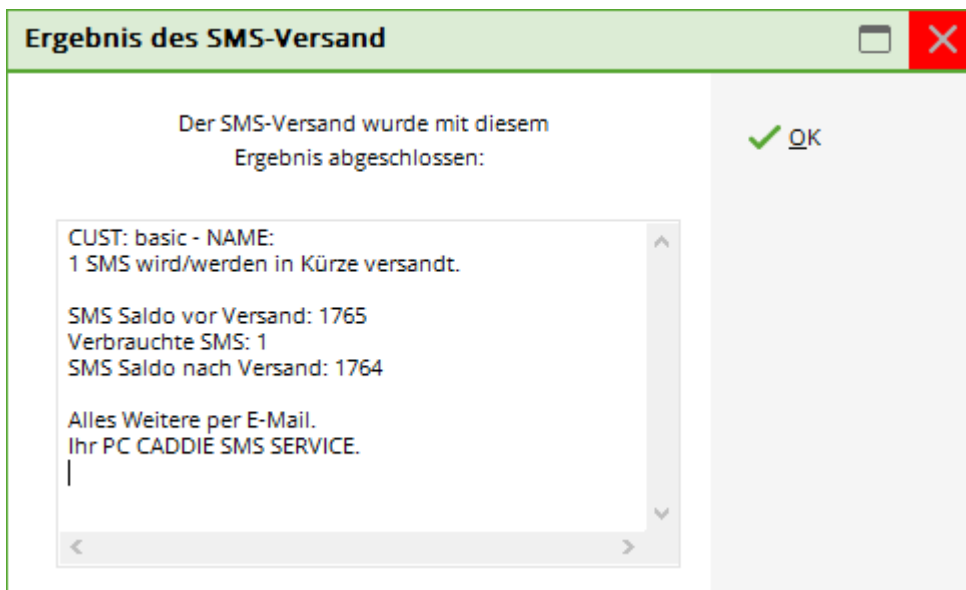 Ergebnis des SMS-Versand
Der SMS-Versand wurde mit diesem
Ergebnis abgeschlossen:
OK
CUST: basic - NAME:
1 SMS wird/werden in Kürze versandt.
SMS Saldo vor Versand: 1765
Verbrauchte SMS: 1
SMS Saldo nach Versand: 1764
Alles Weitere per E-Mail.
Ihr PC CADDIE SMS SERVICE.